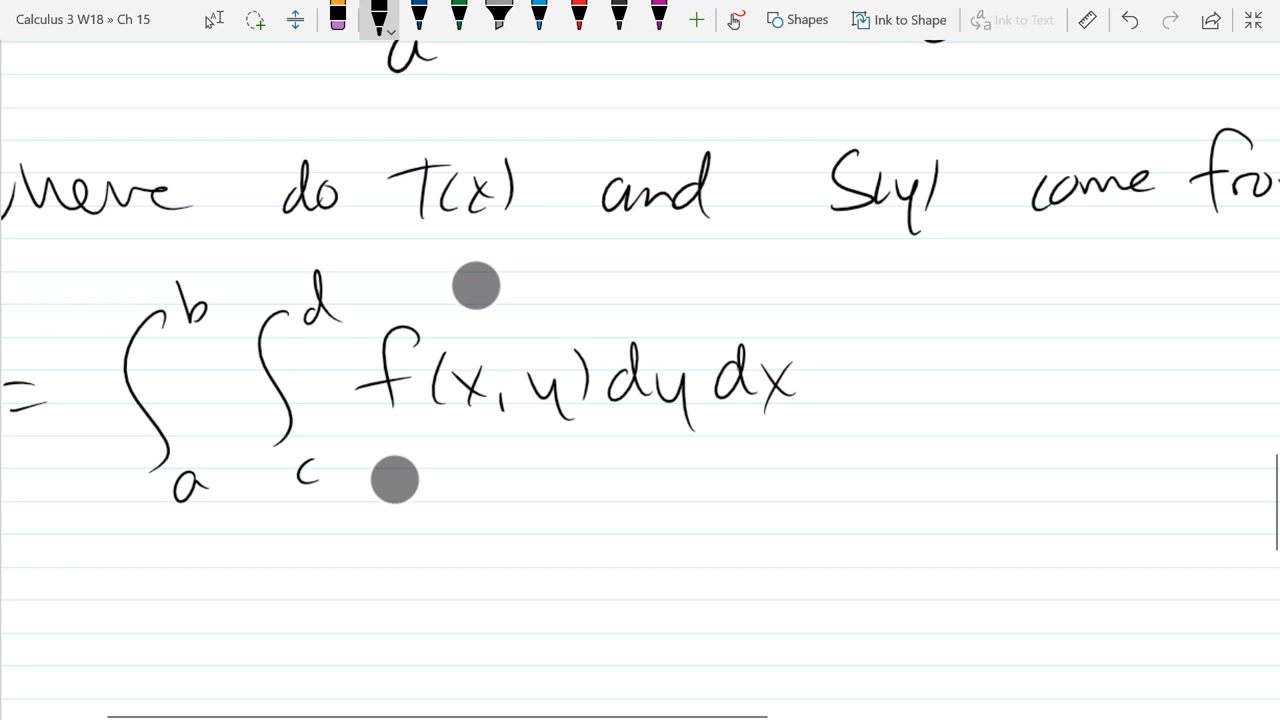 Calculus 3 W18 » Ch 15
Shapes
Ink to Shape
Ink to Text
a
Where do T(x) and S(y) come fro
= ∫_a^b ∫_c^d f(x,y) dy dx